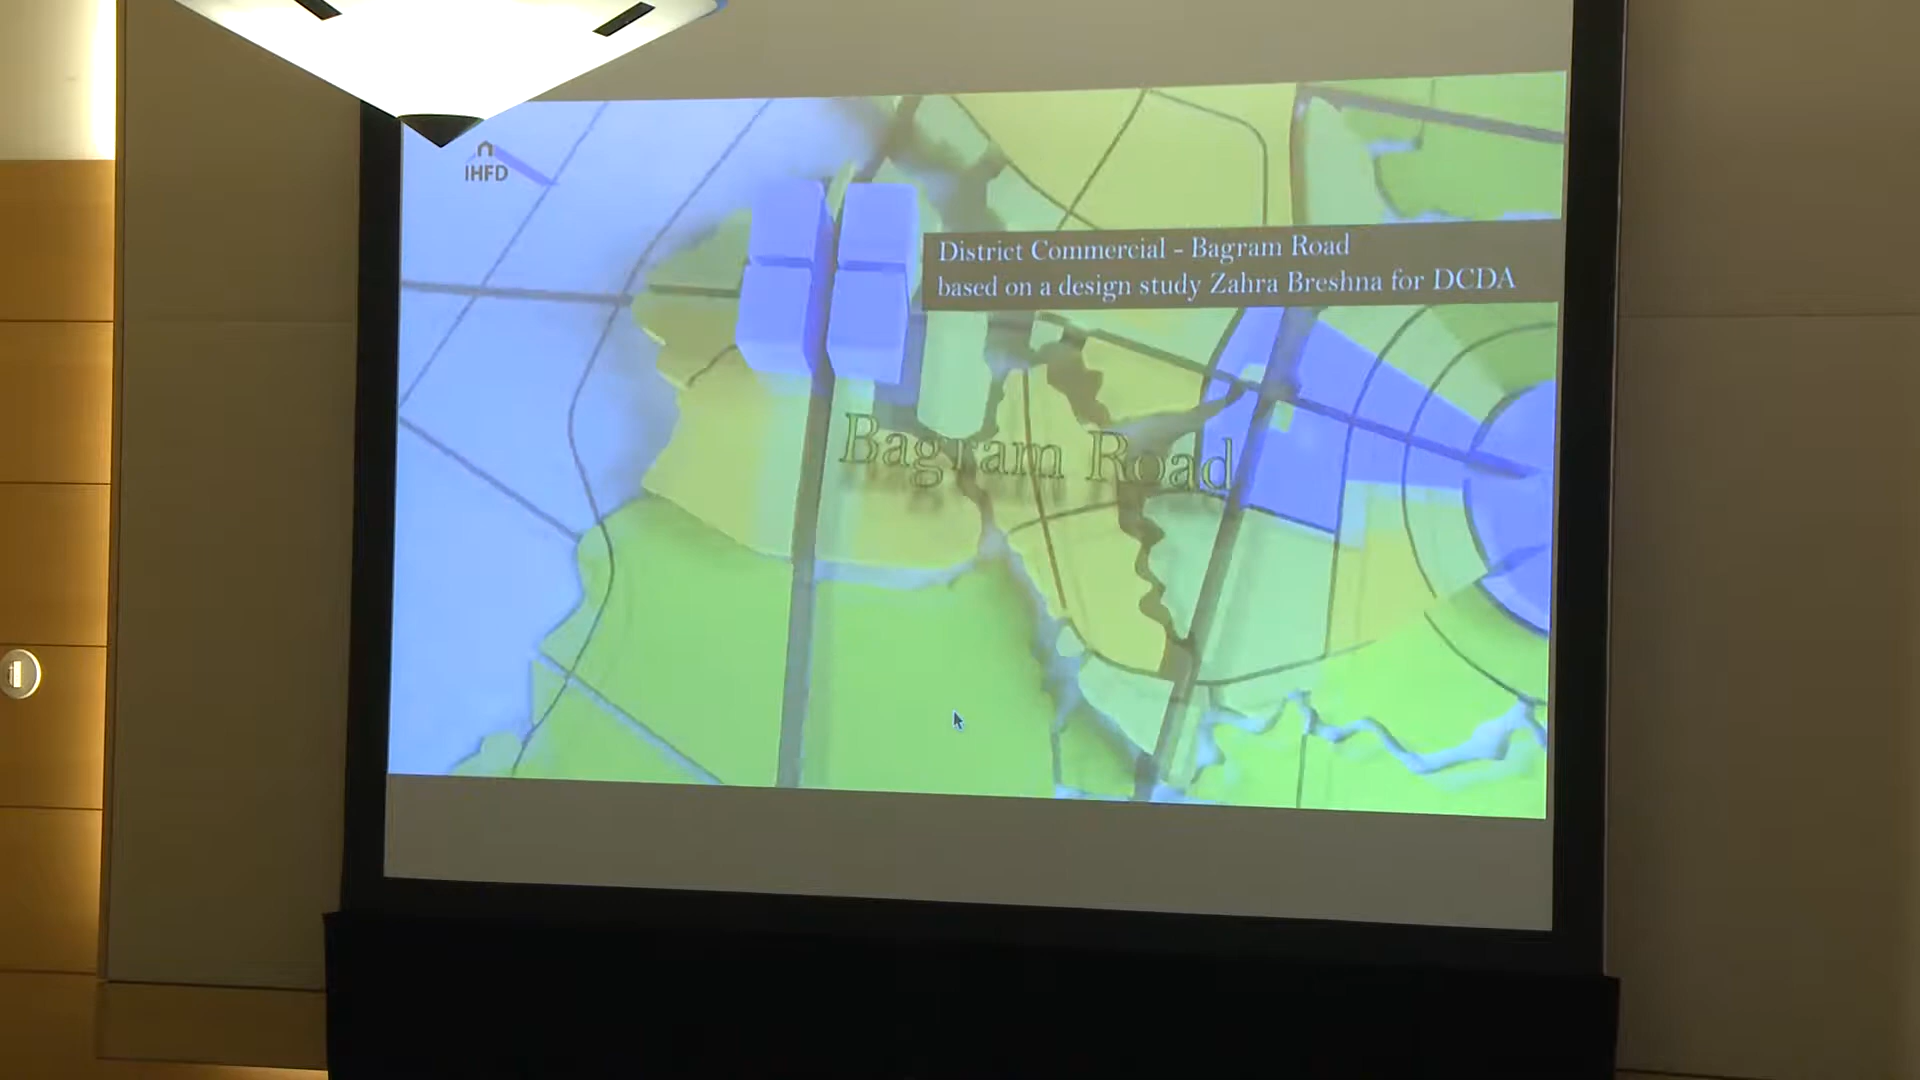 IHFD
District Commercial - Bagram Road
based on a design study Zahra Breshna for DCDA
Bagram Road